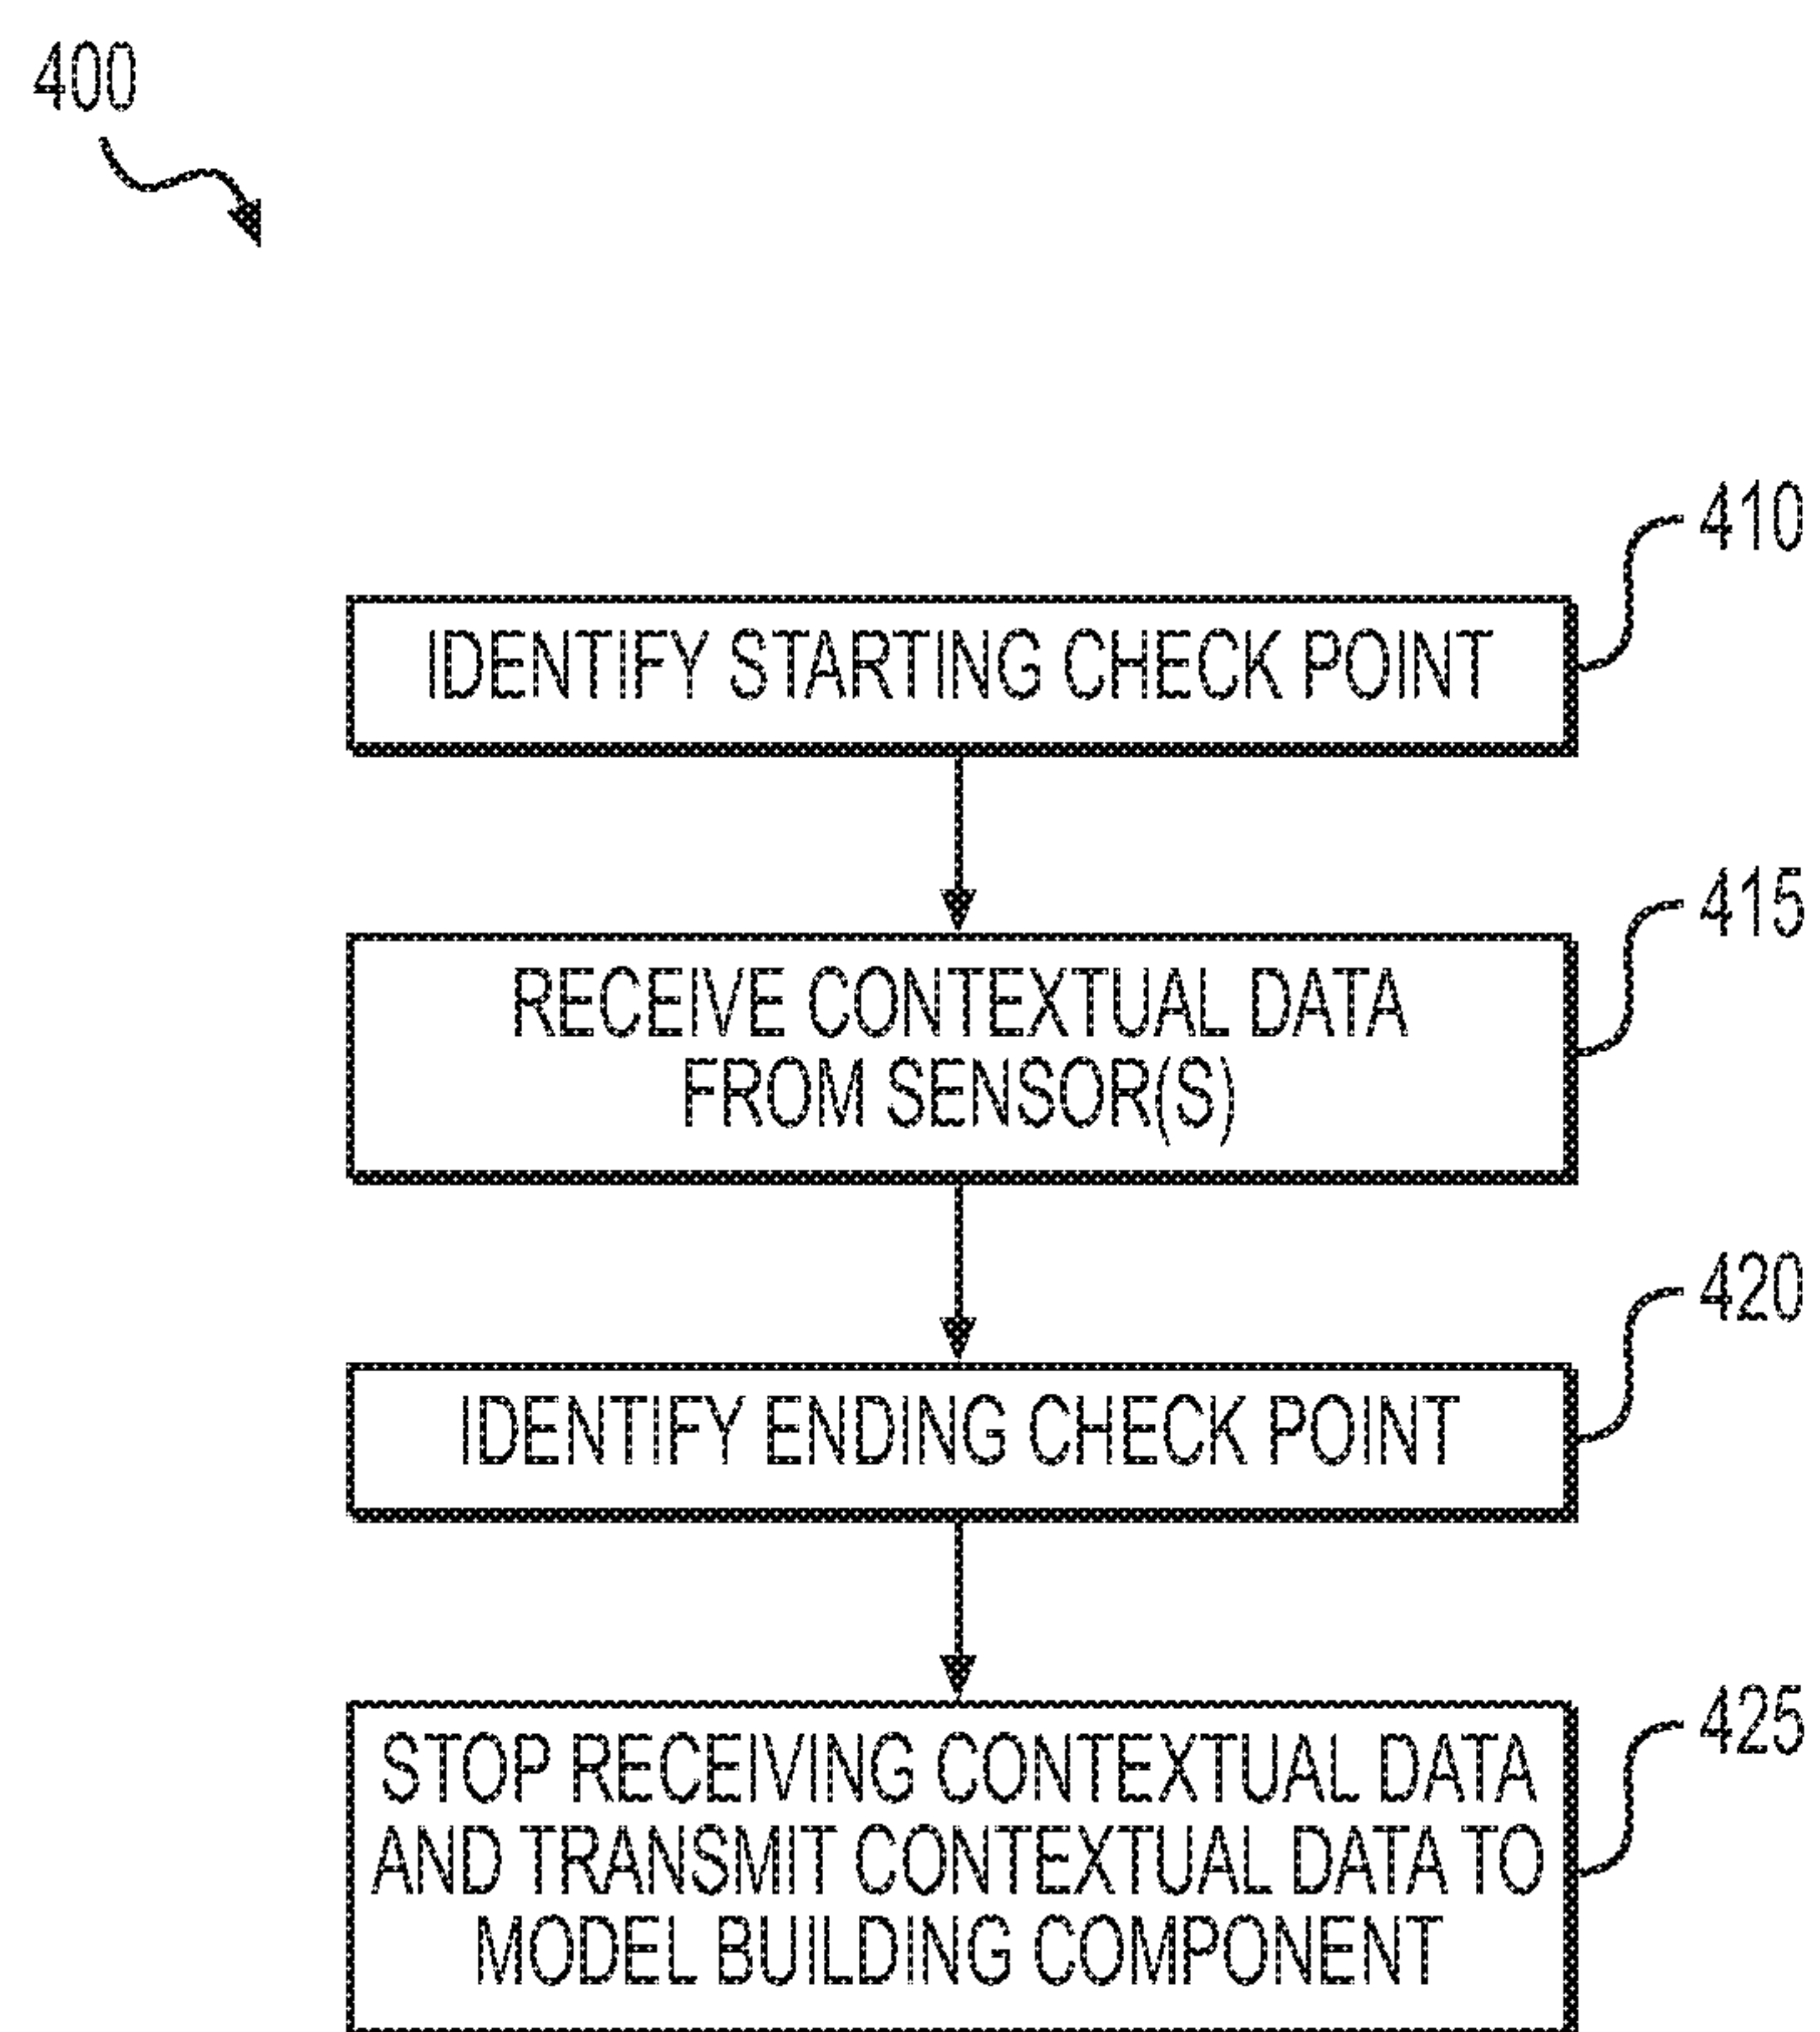 400
410
IDENTIFY STARTING CHECK POINT
415
RECEIVE CONTEXTUAL DATA
FROM SENSOR(S)
420
IDENTIFY ENDING CHECK POINT
425
STOP RECEIVING CONTEXTUAL DATA
AND TRANSMIT CONTEXTUAL DATA TO
MODEL BUILDING COMPONENT